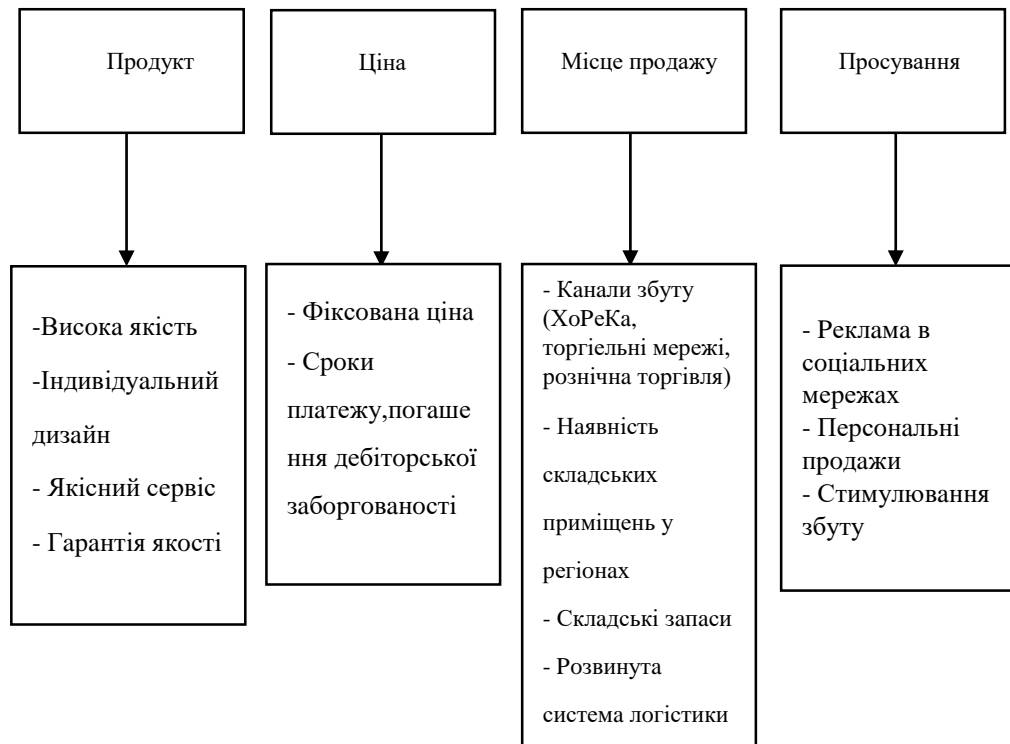 Продукт
Ціна
Місце продажу
Просування
-Висока якість
-Індивідуальний
дизайн
- Якісний сервіс
- Гарантія якості
- Фіксована ціна
- Сроки
платежу,погаше
ння дебіторської
заборгованості
- Канали збуту
(ХоРеКа,
торгіельні мережі,
рознічна торгівля)
- Наявність
складських
приміщень у
регіонах
- Складські запаси
- Розвинута
система логістики
- Реклама в
соціальних
мережах
- Персональні
продажи
- Стимулювання
збуту